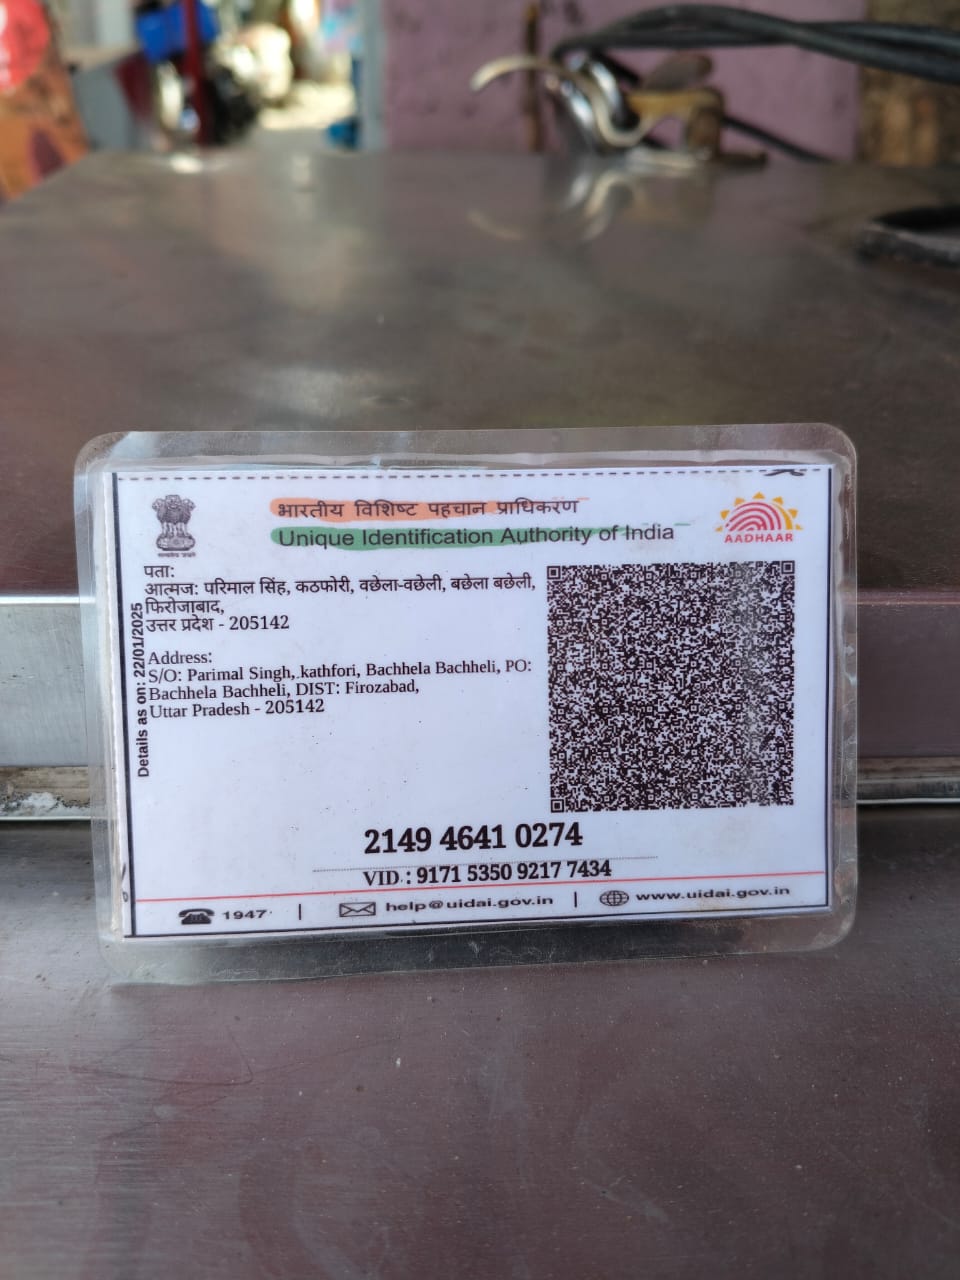 भारतीय विशिष्ट पहचान प्राधिकरण
Unique Identification Authority of India
AADHAAR
पता:
आत्मज: परिमाल सिंह, कठफोरी, वछेला-वछेली, बछेला बछेली,
फिरोजाबाद,
उत्तर प्रदेश - 205142
Address:
S/O: Parimal Singh, kathfori, Bachhela Bachheli, PO:
Bachhela Bachheli, DIST: Firozabad,
Uttar Pradesh - 205142
Details as on: 22/01/2025
2149 4641 0274
VID : 9171 5350 9217 7434
1947 | help@uidai.gov.in | www.uidai.gov.in